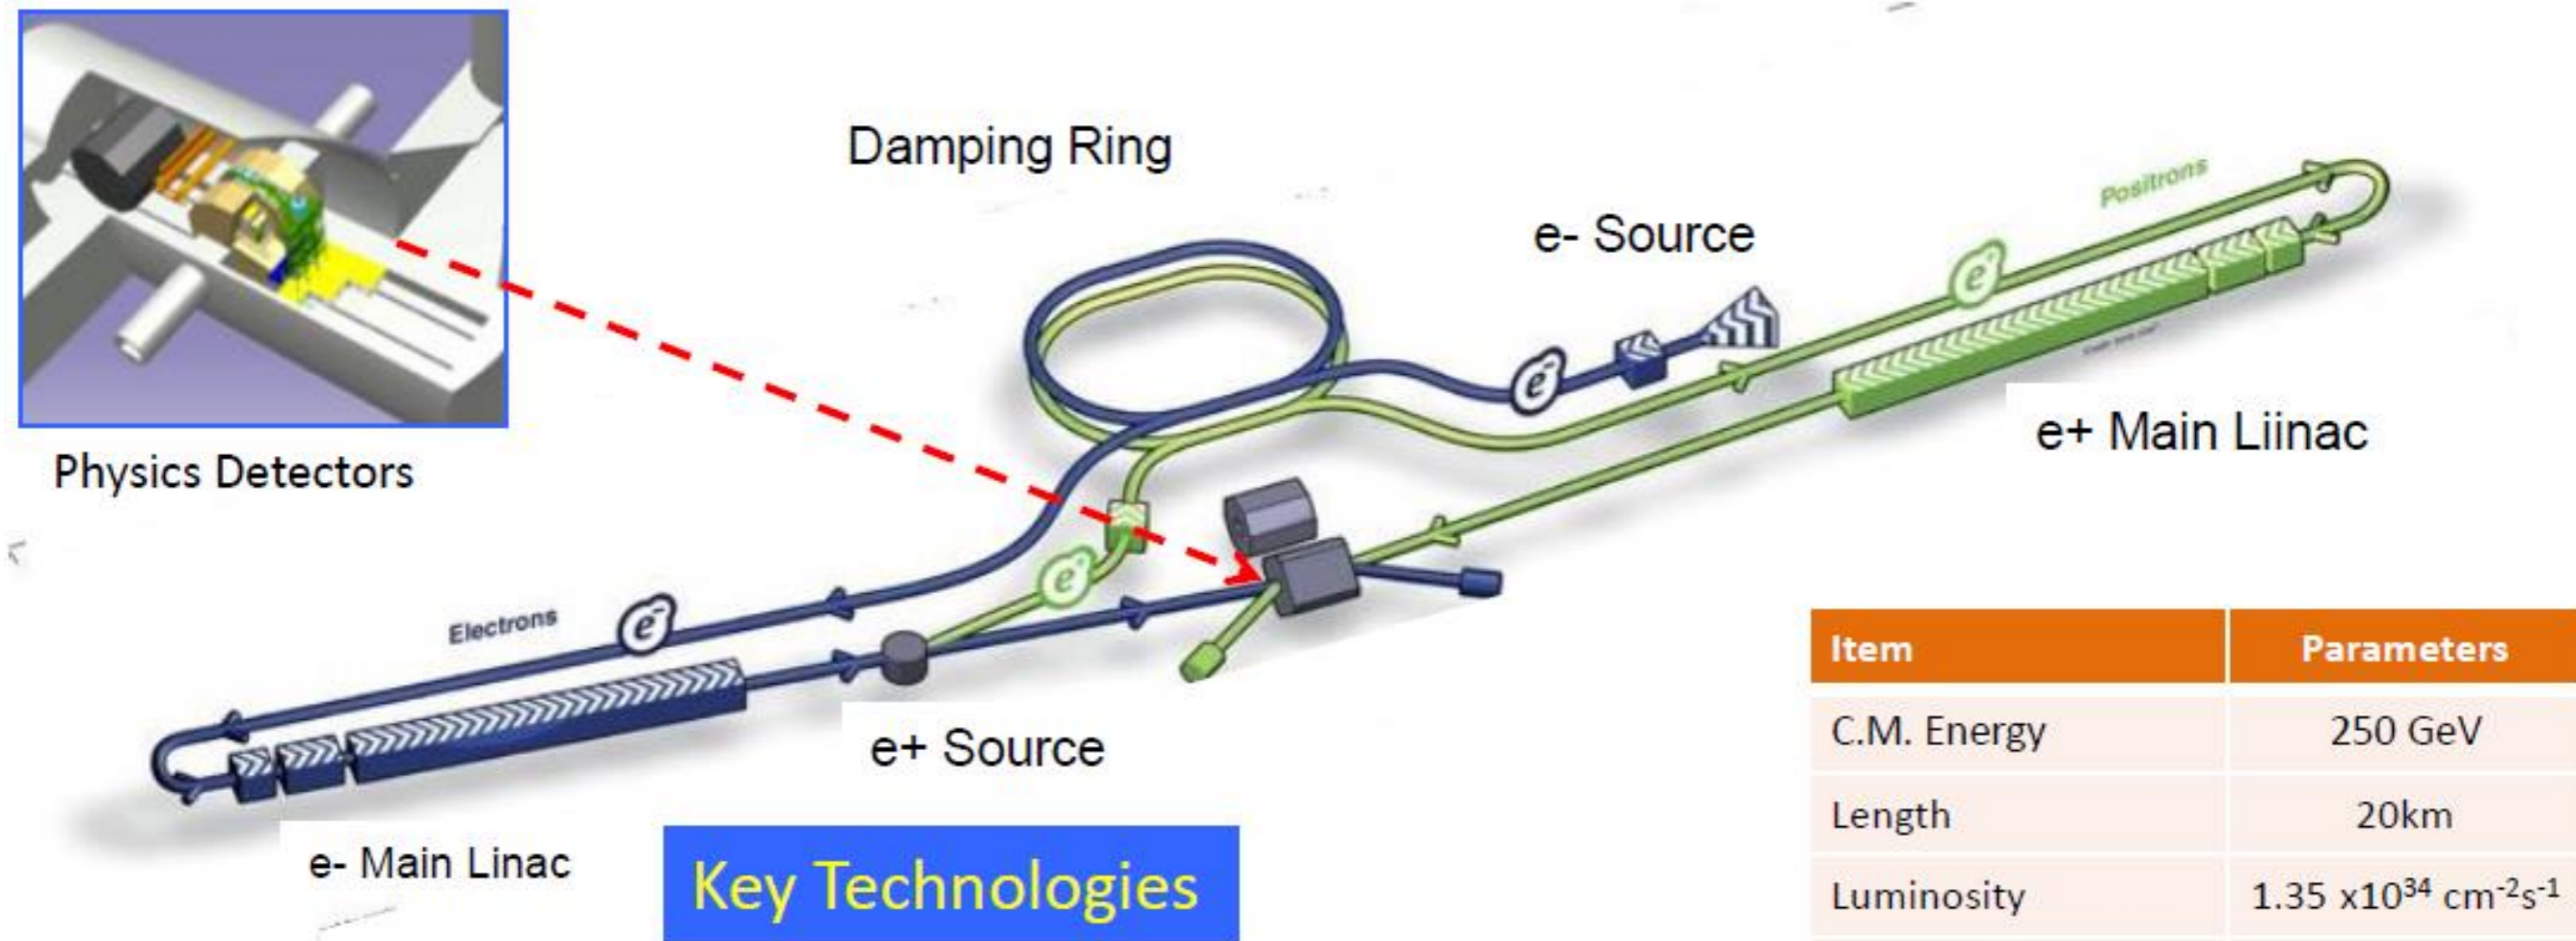 Damping Ring
Positrons
e- Source
e⁻
e⁺
e+ Main Liinac
Physics Detectors
e⁺
Electrons
e⁻
e+ Source
e- Main Linac
Key Technologies
Item Parameters
C.M. Energy 250 GeV
Length 20km
Luminosity 1.35 x10³⁴ cm⁻²s⁻¹